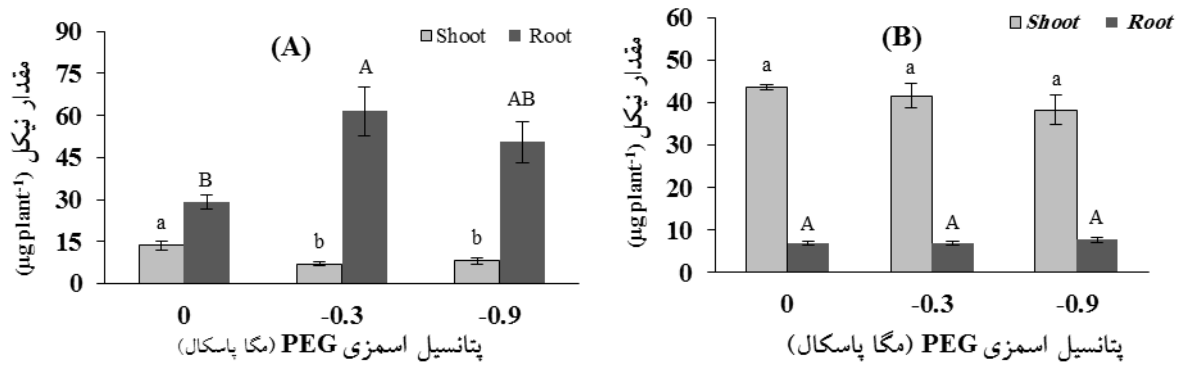 (A)
Shoot Root
90
75
60
45
30
15
0
مقدار نیکل
(µg plant⁻¹)
a
B
b
A
b
AB
0 -0.3 -0.9
پتانسیل اسمزی PEG (مگا پاسکال)
(B)
Shoot Root
60
50
40
30
20
10
0
مقدار نیکل
(µg plant⁻¹)
a
A
a
A
a
A
0 -0.3 -0.9
پتانسیل اسمزی PEG (مگا پاسکال)